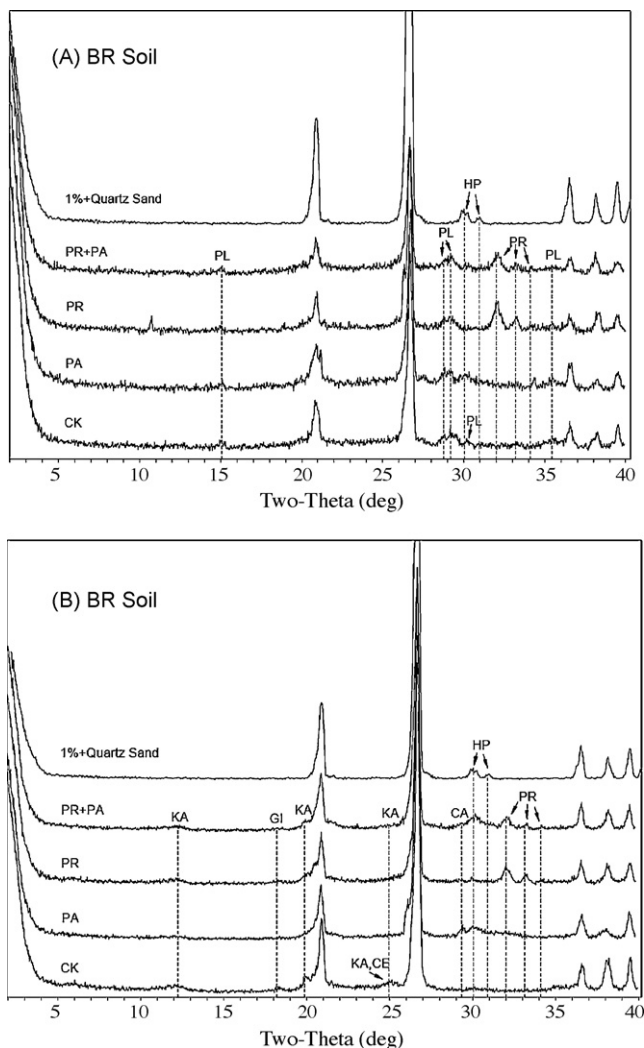 (A) BR Soil
1%+Quartz Sand
HP
PR+PA
PL
PL
PR
PL
PR
PA
CK
PL
5 10 15 20 25 30 35 40
Two-Theta (deg)
(B) BR Soil
1%+Quartz Sand
HP
PR+PA
KA
GI
KA
KA
CA
PR
PR
PA
CK
KA,CE
5 10 15 20 25 30 35 40
Two-Theta (deg)